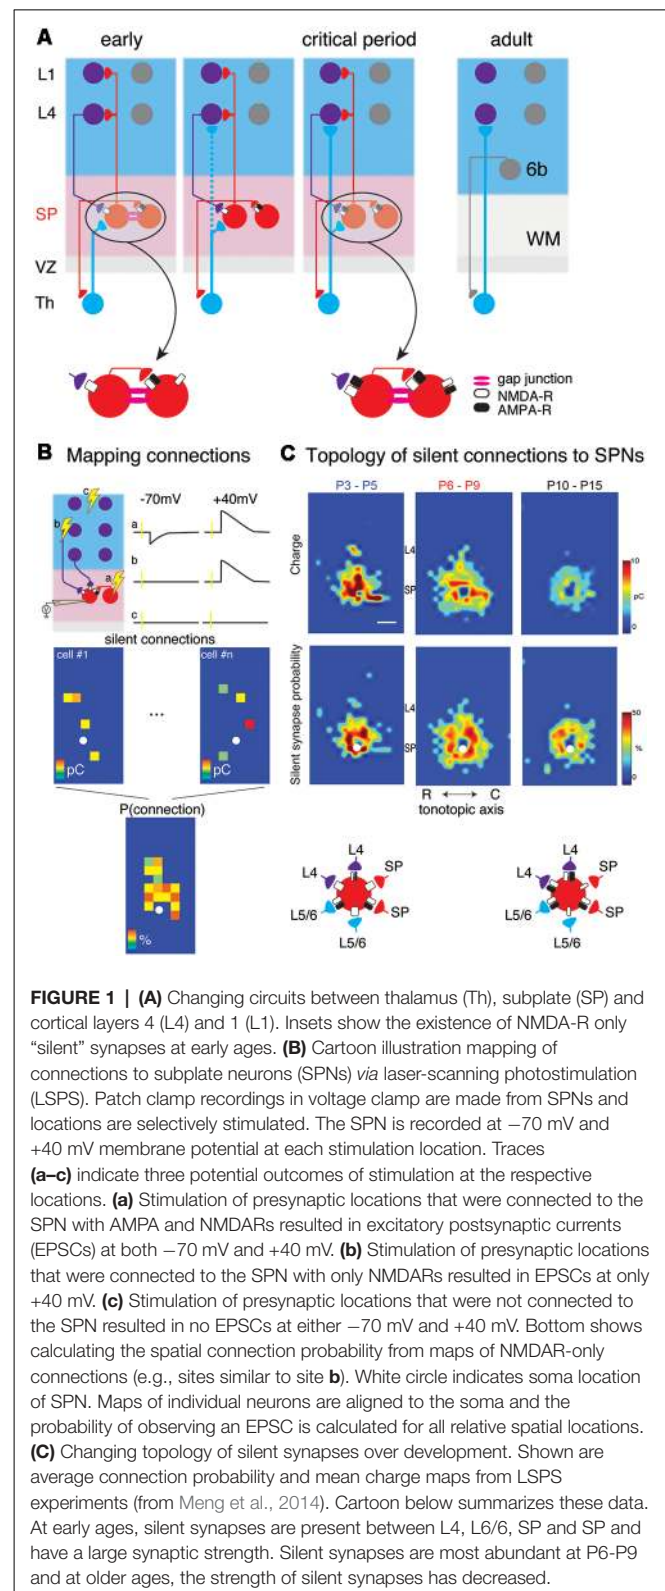 A
early
critical period
adult
L1
L4
6b
SP
WM
VZ
Th
gap junction
NMDA-R
AMPA-R
B Mapping connections
-70mV +40mV
c
b
a
a
b
c
silent connections
cell #1
cell #n
...
pC
pC
P(connection)
%
C Topology of silent connections to SPNs
P3 - P5 P6 - P9 P10 - P15
Charge
L4
SP
10
pC
0
Silent synapse probability
L4
SP
50
%
0
R C
tonotopic axis
L4
L4 SP
L5/6 SP
L5/6
L4
L4 SP
L5/6 SP
L5/6
FIGURE 1 | (A) Changing circuits between thalamus (Th), subplate (SP) and
cortical layers 4 (L4) and 1 (L1). Insets show the existence of NMDA-R only
“silent” synapses at early ages. (B) Cartoon illustration mapping of
connections to subplate neurons (SPNs) via laser-scanning photostimulation
(LSPS). Patch clamp recordings in voltage clamp are made from SPNs and
locations are selectively stimulated. The SPN is recorded at −70 mV and
+40 mV membrane potential at each stimulation location. Traces
(a–c) indicate three potential outcomes of stimulation at the respective
locations. (a) Stimulation of presynaptic locations that were connected to the
SPN with AMPA and NMDARs resulted in excitatory postsynaptic currents
(EPSCs) at both −70 mV and +40 mV. (b) Stimulation of presynaptic locations
that were connected to the SPN with only NMDARs resulted in EPSCs at only
+40 mV. (c) Stimulation of presynaptic locations that were not connected to
the SPN resulted in no EPSCs at either −70 mV and +40 mV. Bottom shows
calculating the spatial connection probability from maps of NMDAR-only
connections (e.g., sites similar to site b). White circle indicates soma location
of SPN. Maps of individual neurons are aligned to the soma and the
probability of observing an EPSC is calculated for all relative spatial locations.
(C) Changing topology of silent synapses over development. Shown are
average connection probability and mean charge maps from LSPS
experiments (from Meng et al., 2014). Cartoon below summarizes these data.
At early ages, silent synapses are present between L4, L6/6, SP and SP and
have a large synaptic strength. Silent synapses are most abundant at P6-P9
and at older ages, the strength of silent synapses has decreased.